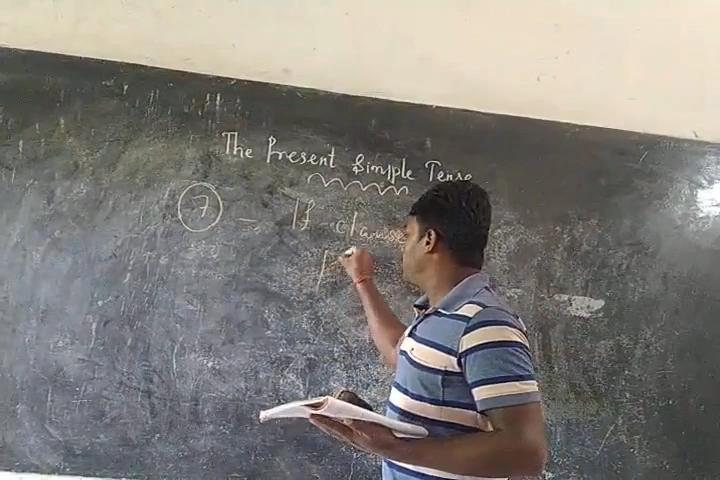 The Present Simple Tense
7 - If - clause